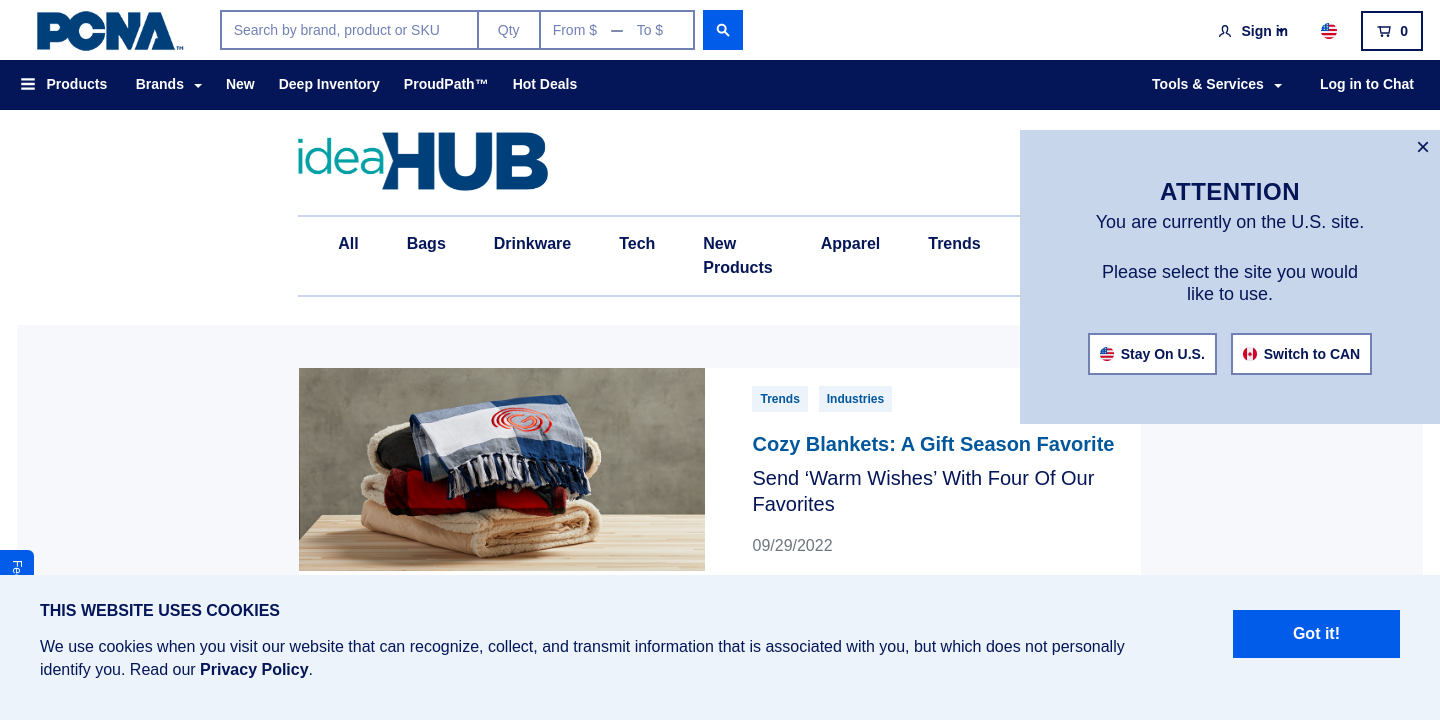 PCNA™
Search by brand, product or SKU
Qty
From $ — To $
Sign in
0
Products
Brands
New
Deep Inventory
ProudPath™
Hot Deals
Tools & Services
Log in to Chat
ideaHUB
All
Bags
Drinkware
Tech
New
Products
Apparel
Trends
×
ATTENTION
You are currently on the U.S. site.
Please select the site you would
like to use.
Stay On U.S.
Switch to CAN
Trends
Industries
Cozy Blankets: A Gift Season Favorite
Send ‘Warm Wishes’ With Four Of Our
Favorites
09/29/2022
THIS WEBSITE USES COOKIES
We use cookies when you visit our website that can recognize, collect, and transmit information that is associated with you, but which does not personally
identify you. Read our Privacy Policy.
Got it!